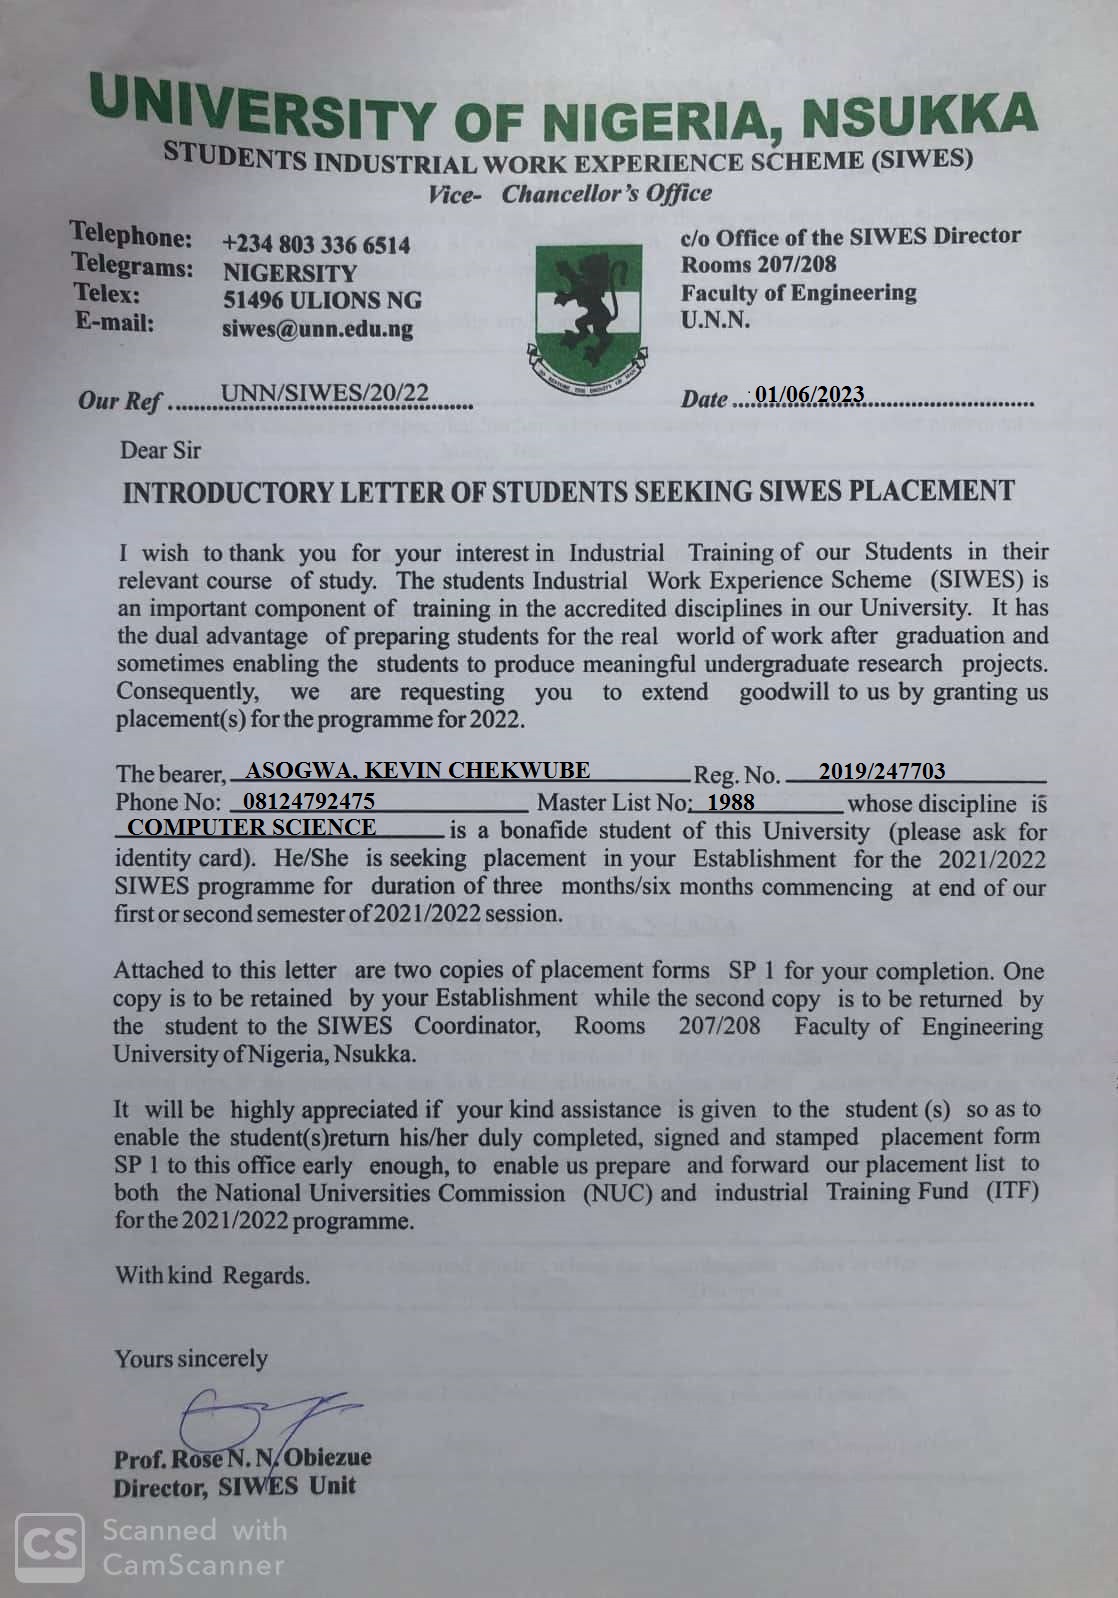 UNIVERSITY OF NIGERIA, NSUKKA
STUDENTS INDUSTRIAL WORK EXPERIENCE SCHEME (SIWES)
Vice- Chancellor's Office
Telephone: +234 803 336 6514
Telegrams: NIGERSITY
Telex: 51496 ULIONS NG
E-mail: siwes@unn.edu.ng
c/o Office of the SIWES Director
Rooms 207/208
Faculty of Engineering
U.N.N.
TO RESTORE THE DIGNITY OF MAN
Our Ref ..... UNN/SIWES/20/22 .....
Date ... 01/06/2023 .....
Dear Sir
INTRODUCTORY LETTER OF STUDENTS SEEKING SIWES PLACEMENT
I wish to thank you for your interest in Industrial Training of our Students in their
relevant course of study. The students Industrial Work Experience Scheme (SIWES) is
an important component of training in the accredited disciplines in our University. It has
the dual advantage of preparing students for the real world of work after graduation and
sometimes enabling the students to produce meaningful undergraduate research projects.
Consequently, we are requesting you to extend goodwill to us by granting us
placement(s) for the programme for 2022.
The bearer, ASOGWA, KEVIN CHEKWUBE Reg. No. 2019/247703
Phone No: 08124792475 Master List No: 1988 whose discipline is
COMPUTER SCIENCE is a bonafide student of this University (please ask for
identity card). He/She is seeking placement in your Establishment for the 2021/2022
SIWES programme for duration of three months/six months commencing at end of our
first or second semester of 2021/2022 session.
Attached to this letter are two copies of placement forms SP 1 for your completion. One
copy is to be retained by your Establishment while the second copy is to be returned by
the student to the SIWES Coordinator, Rooms 207/208 Faculty of Engineering
University of Nigeria, Nsukka.
It will be highly appreciated if your kind assistance is given to the student (s) so as to
enable the student(s)return his/her duly completed, signed and stamped placement form
SP 1 to this office early enough, to enable us prepare and forward our placement list to
both the National Universities Commission (NUC) and industrial Training Fund (ITF)
for the 2021/2022 programme.
With kind Regards.
Yours sincerely
Prof. Rose N. N. Obiezue
Director, SIWES Unit
CS Scanned with
CamScanner